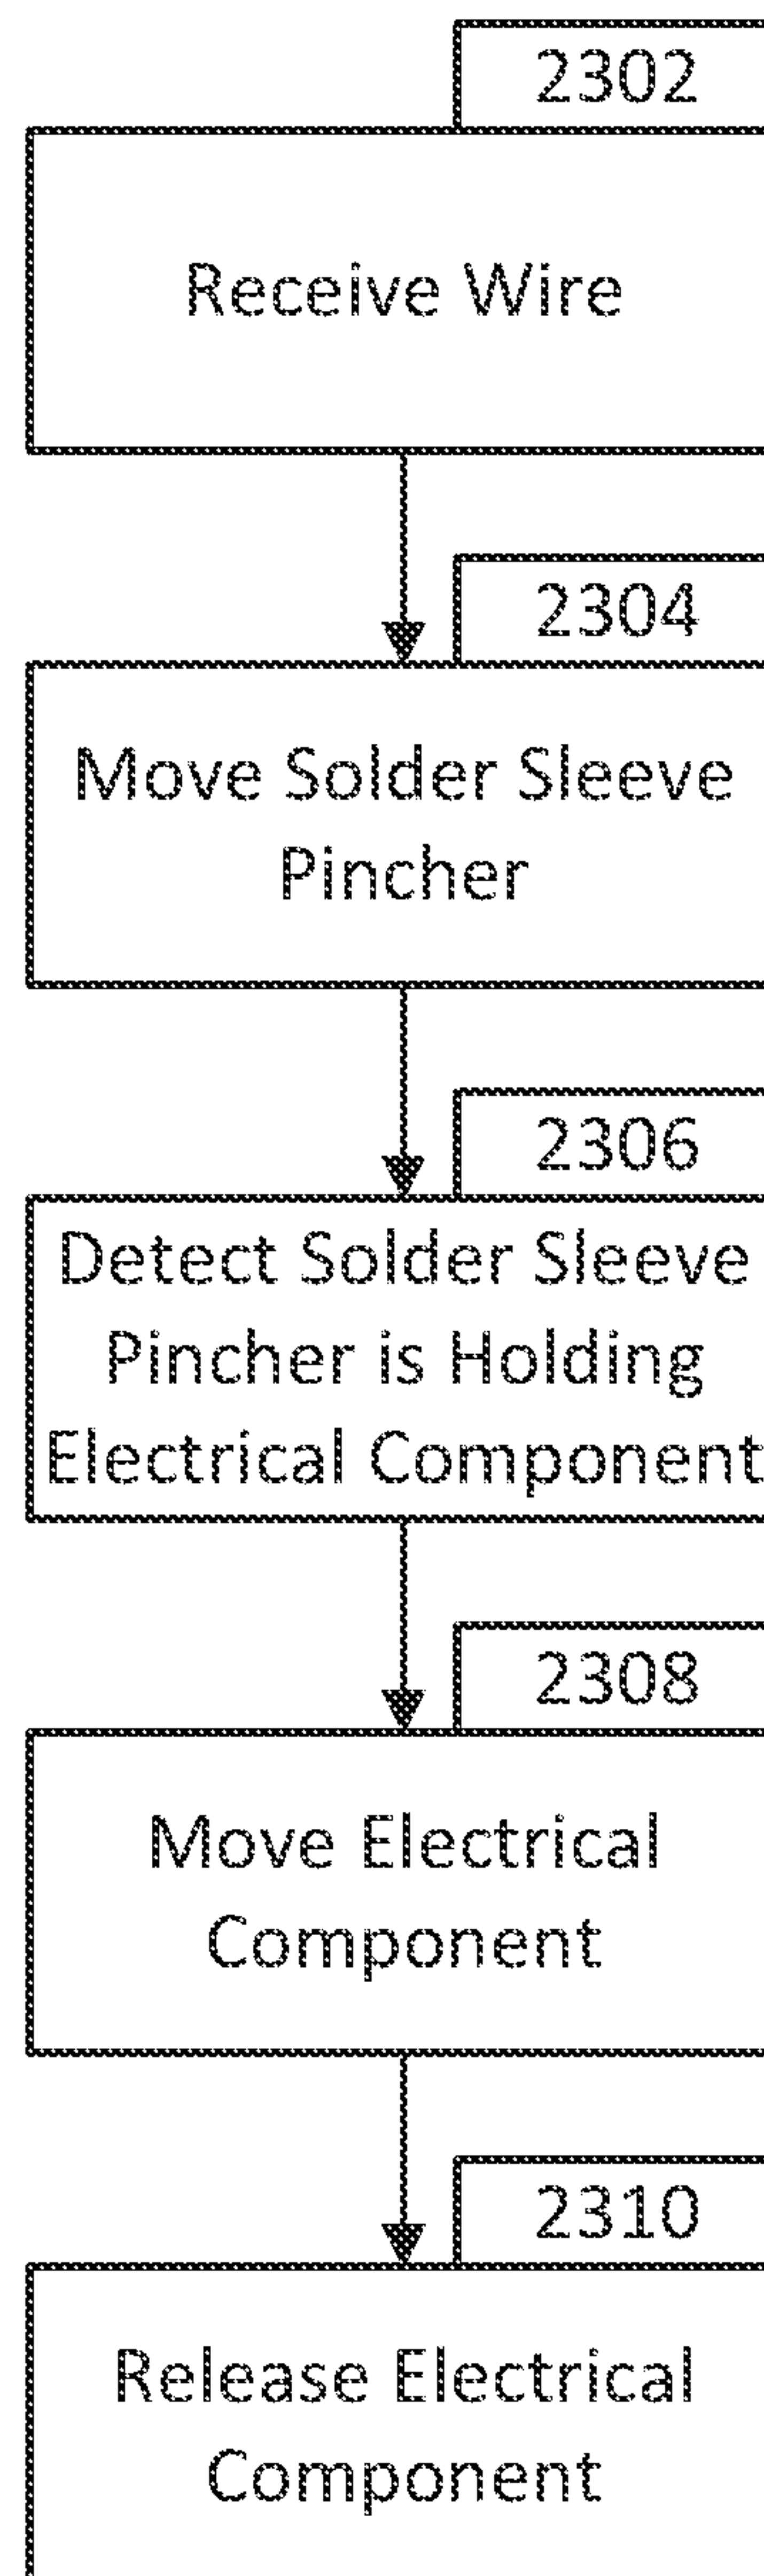 2302
Receive Wire
2304
Move Solder Sleeve
Pincher
2306
Detect Solder Sleeve
Pincher is Holding
Electrical Component
2308
Move Electrical
Component
2310
Release Electrical
Component